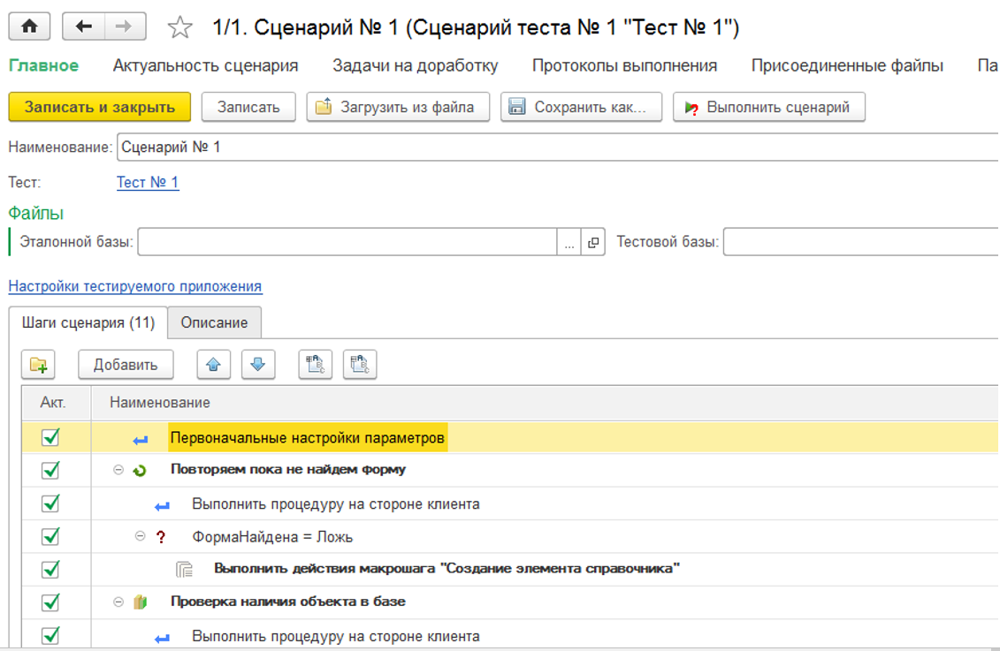 1/1. Сценарий № 1 (Сценарий теста № 1 "Тест № 1")
Главное Актуальность сценария Задачи на доработку Протоколы выполнения Присоединенные файлы Па
Записать и закрыть Записать Загрузить из файла Сохранить как... Выполнить сценарий
Наименование: Сценарий № 1
Тест: Тест № 1
Файлы
Эталонной базы: ... Тестовой базы:
Настройки тестируемого приложения
Шаги сценария (11) Описание
Добавить
Акт. Наименование
Первоначальные настройки параметров
Повторяем пока не найдем форму
Выполнить процедуру на стороне клиента
ФормаНайдена = Ложь
Выполнить действия макрошага "Создание элемента справочника"
Проверка наличия объекта в базе
Выполнить процедуру на стороне клиента